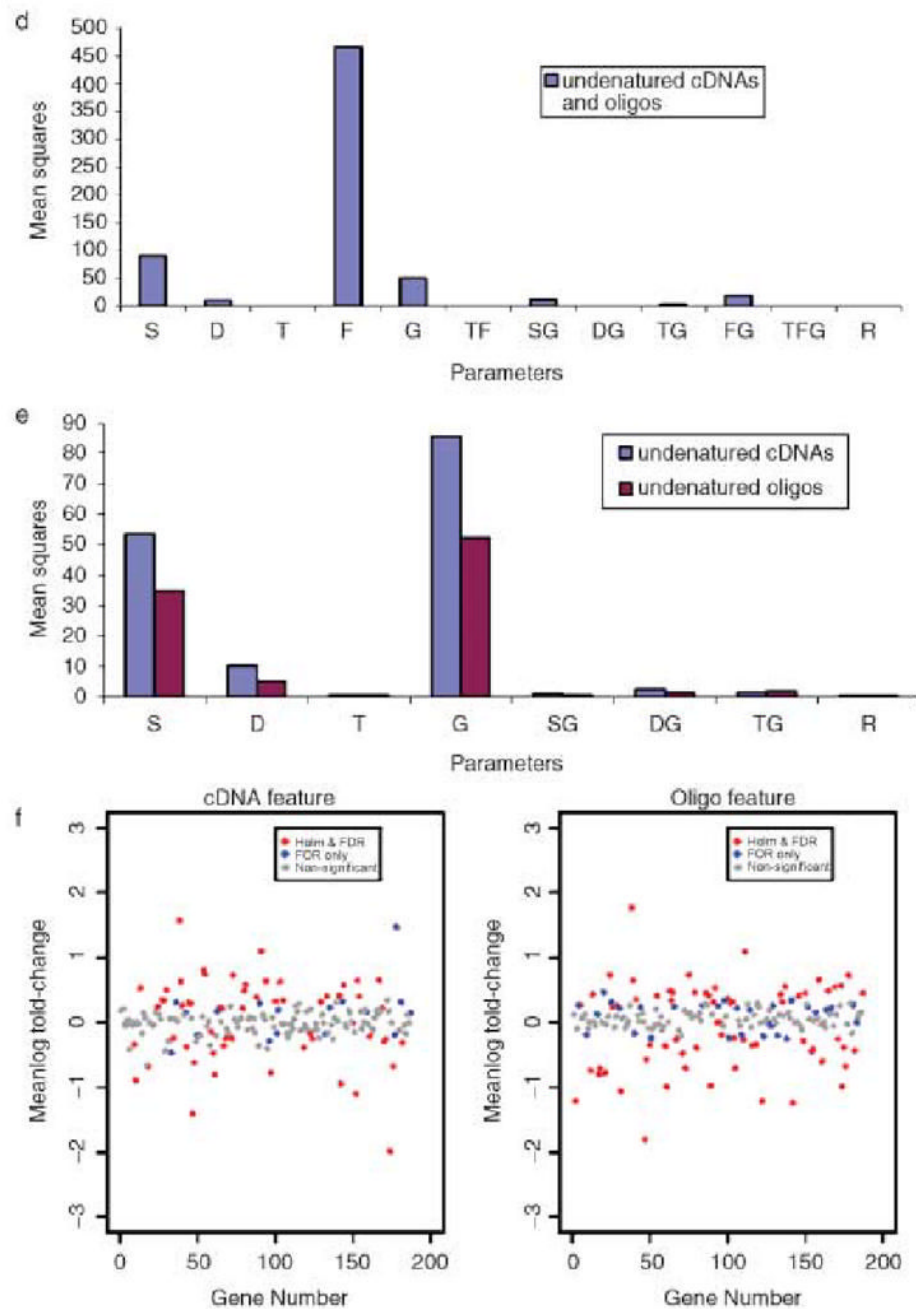 d
500
450
400
350
300
250
200
150
100
50
0
Mean squares
undenatured cDNAs
and oligos
S D T F G TF SG DG TG FG TFG R
Parameters
e
90
80
70
60
50
40
30
20
10
0
Mean squares
undenatured cDNAs
undenatured oligos
S D T G SG DG TG R
Parameters
f
cDNA feature
3
2
1
0
−1
−2
−3
Meanlog told-change
Holm & FDR
FDR only
Non-significant
0 50 100 150 200
Gene Number
Oligo feature
3
2
1
0
−1
−2
−3
Meanlog told-change
Holm & FDR
FDR only
Non-significant
0 50 100 150 200
Gene Number